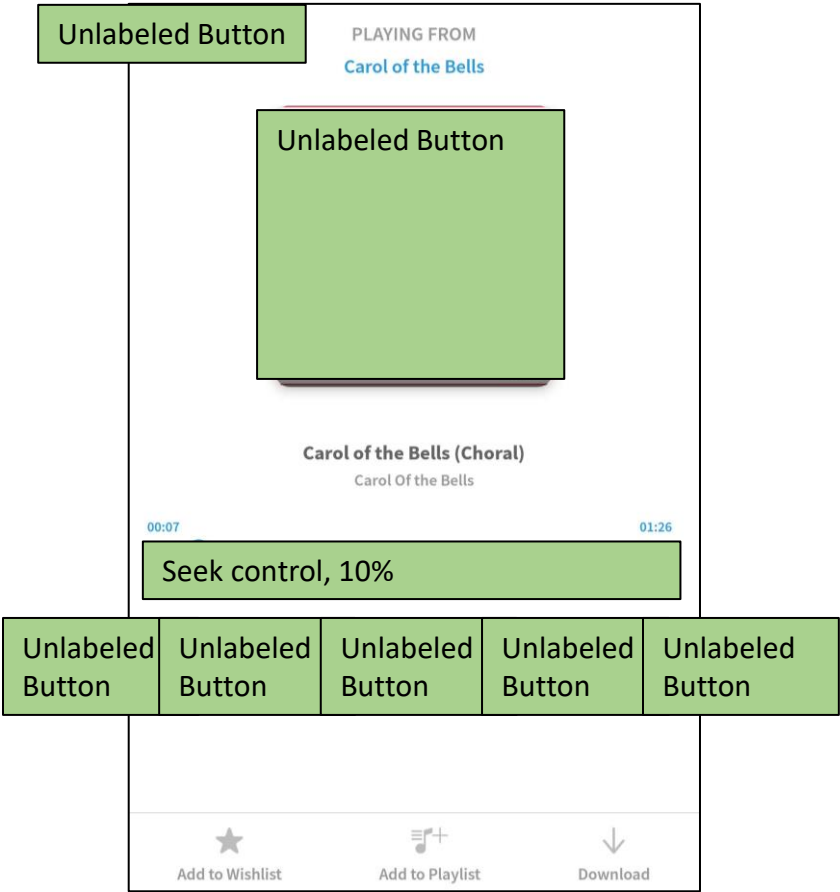 Unlabeled Button
PLAYING FROM
Carol of the Bells
Unlabeled Button
Carol of the Bells (Choral)
Carol Of the Bells
00:07 01:26
Seek control, 10%
Unlabeled
Button
Unlabeled
Button
Unlabeled
Button
Unlabeled
Button
Unlabeled
Button
Add to Wishlist
Add to Playlist
Download